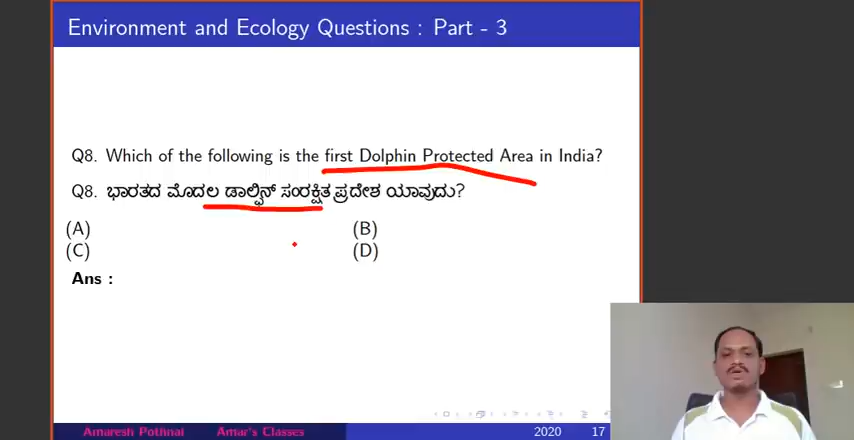 Environment and Ecology Questions : Part - 3
Q8. Which of the following is the first Dolphin Protected Area in India?
Q8. ಭಾರತದ ಮೊದಲ ಡಾಲ್ಫಿನ್ ಸಂರಕ್ಷಿತ ಪ್ರದೇಶ ಯಾವುದು?
(A) (B)
(C) (D)
Ans :
Amaresh Pothnal Amar's Classes 2020 17